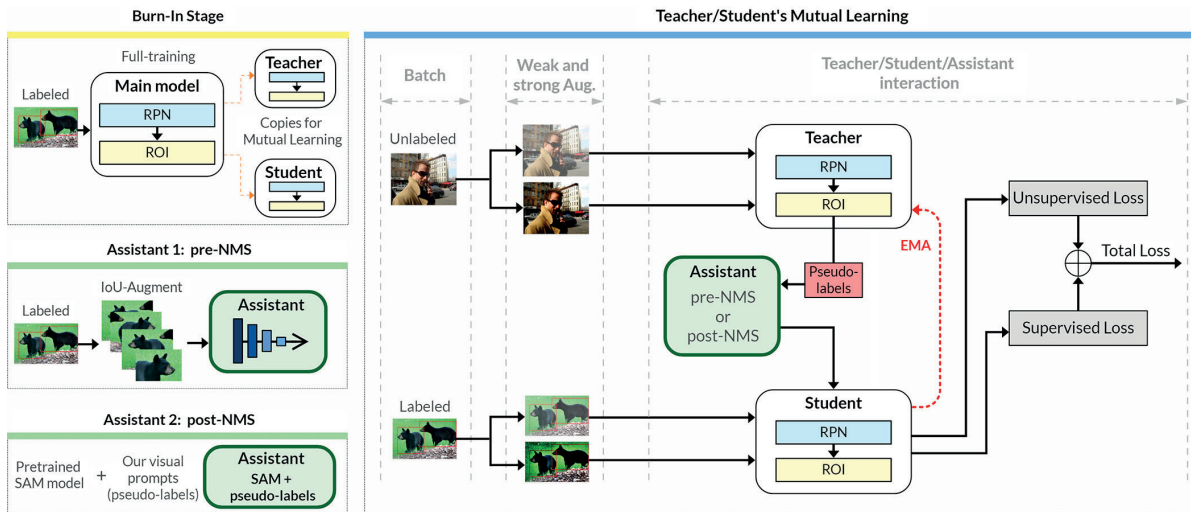 Burn-In Stage
Full-training
Labeled
Main model
RPN
ROI
Teacher
Copies for
Mutual Learning
Student
Assistant 1: pre-NMS
Labeled
IoU-Augment
Assistant
Assistant 2: post-NMS
Pretrained
SAM model
+
Our visual
prompts
(pseudo-labels)
Assistant
SAM +
pseudo-labels
Teacher/Student's Mutual Learning
Batch
Weak and
strong Aug.
Teacher/Student/Assistant
interaction
Unlabeled
Teacher
RPN
ROI
EMA
Pseudo-
labels
Assistant
pre-NMS
or
post-NMS
Labeled
Student
RPN
ROI
Unsupervised Loss
Total Loss
Supervised Loss